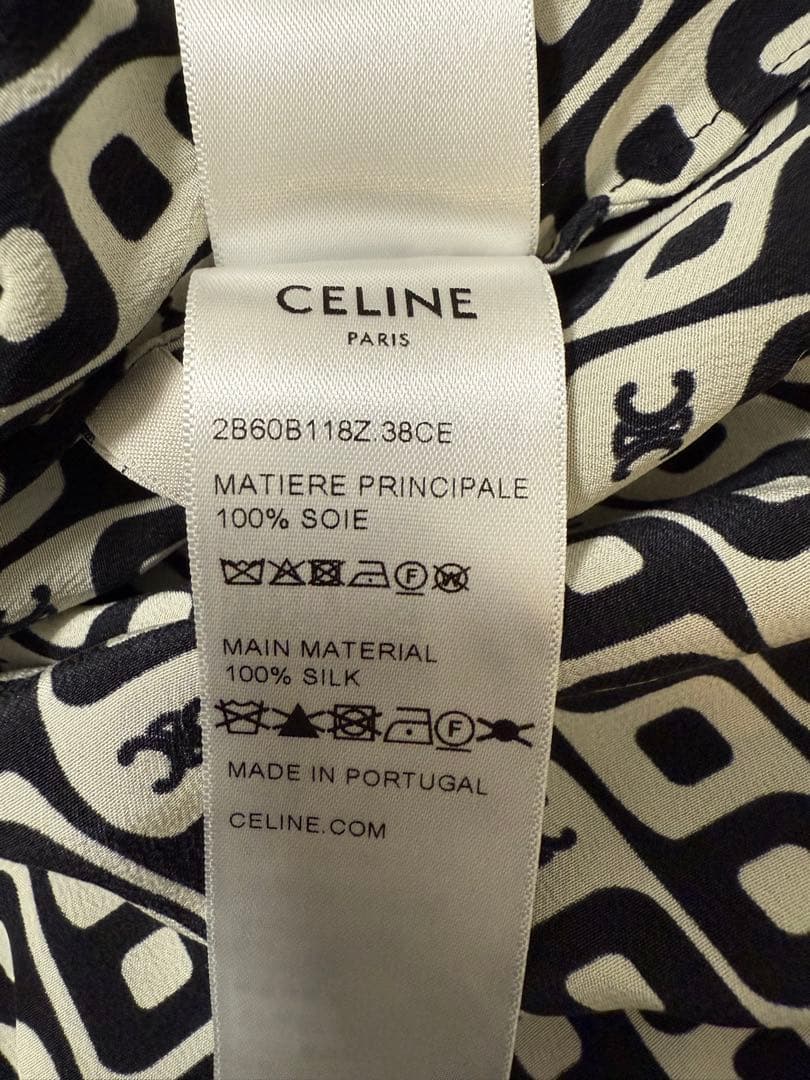 CELINE
PARIS
2B60B118Z.38CE
MATIERE PRINCIPALE
100% SOIE
F W
MAIN MATERIAL
100% SILK
F
MADE IN PORTUGAL
CELINE.COM